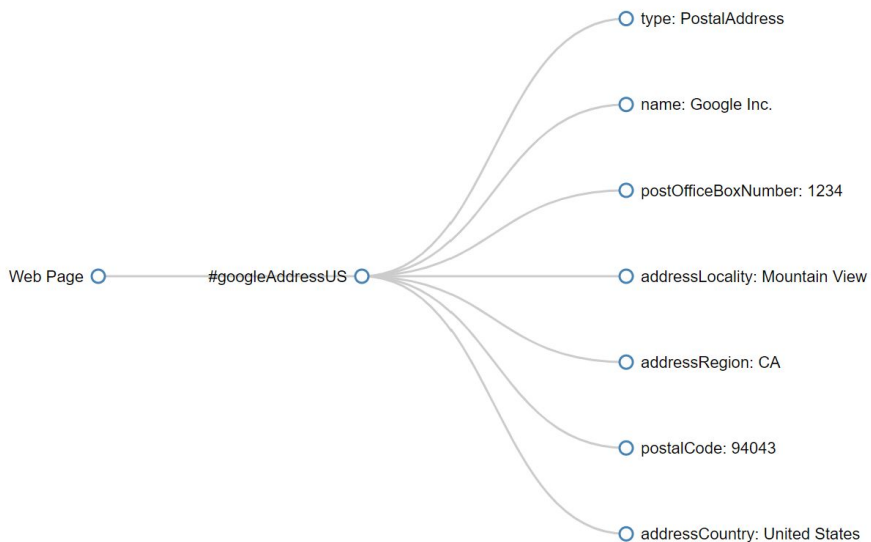 type: PostalAddress
name: Google Inc.
postOfficeBoxNumber: 1234
Web Page
#googleAddressUS
addressLocality: Mountain View
addressRegion: CA
postalCode: 94043
addressCountry: United States